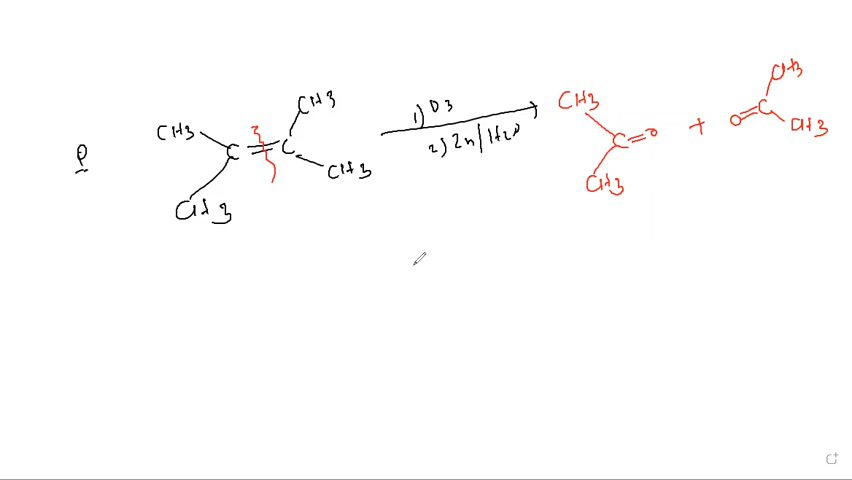 CH3 CH3
Q C = C
CH3 CH3
1) O3
2) Zn/H2O
CH3 CH3
C=O + O=C
CH3 CH3